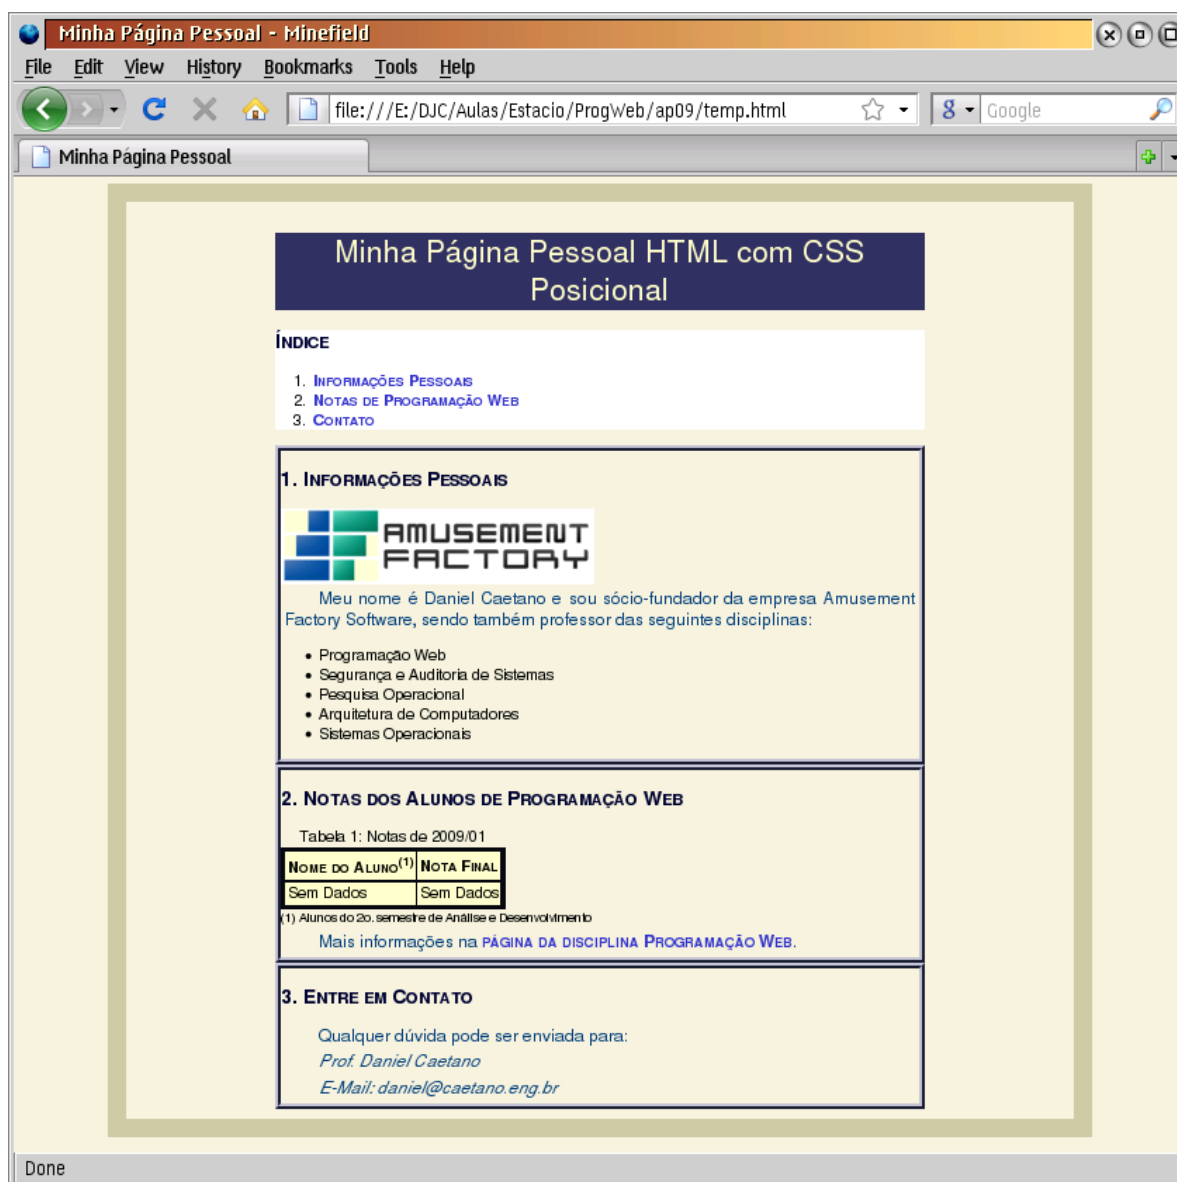 Minha Página Pessoal - Minefield
File Edit View History Bookmarks Tools Help
file:///E:/DJC/Aulas/Estacio/ProgWeb/ap09/temp.html
8 Google
Minha Página Pessoal
Minha Página Pessoal HTML com CSS
Posicional
Índice
1. Informações Pessoais
2. Notas de Programação Web
3. Contato
1. Informações Pessoais
AMUSEMENT
FACTORY
Meu nome é Daniel Caetano e sou sócio-fundador da empresa Amusement
Factory Software, sendo também professor das seguintes disciplinas:
• Programação Web
• Segurança e Auditoria de Sistemas
• Pesquisa Operacional
• Arquitetura de Computadores
• Sistemas Operacionais
2. Notas dos Alunos de Programação Web
Tabela 1: Notas de 2009/01
Nome do Aluno(1) Nota Final
Sem Dados Sem Dados
(1) Alunos do 2o. semestre de Análise e Desenvolvimento
Mais informações na página da disciplina Programação Web.
3. Entre em Contato
Qualquer dúvida pode ser enviada para:
Prof. Daniel Caetano
E-Mail: daniel@caetano.eng.br
Done